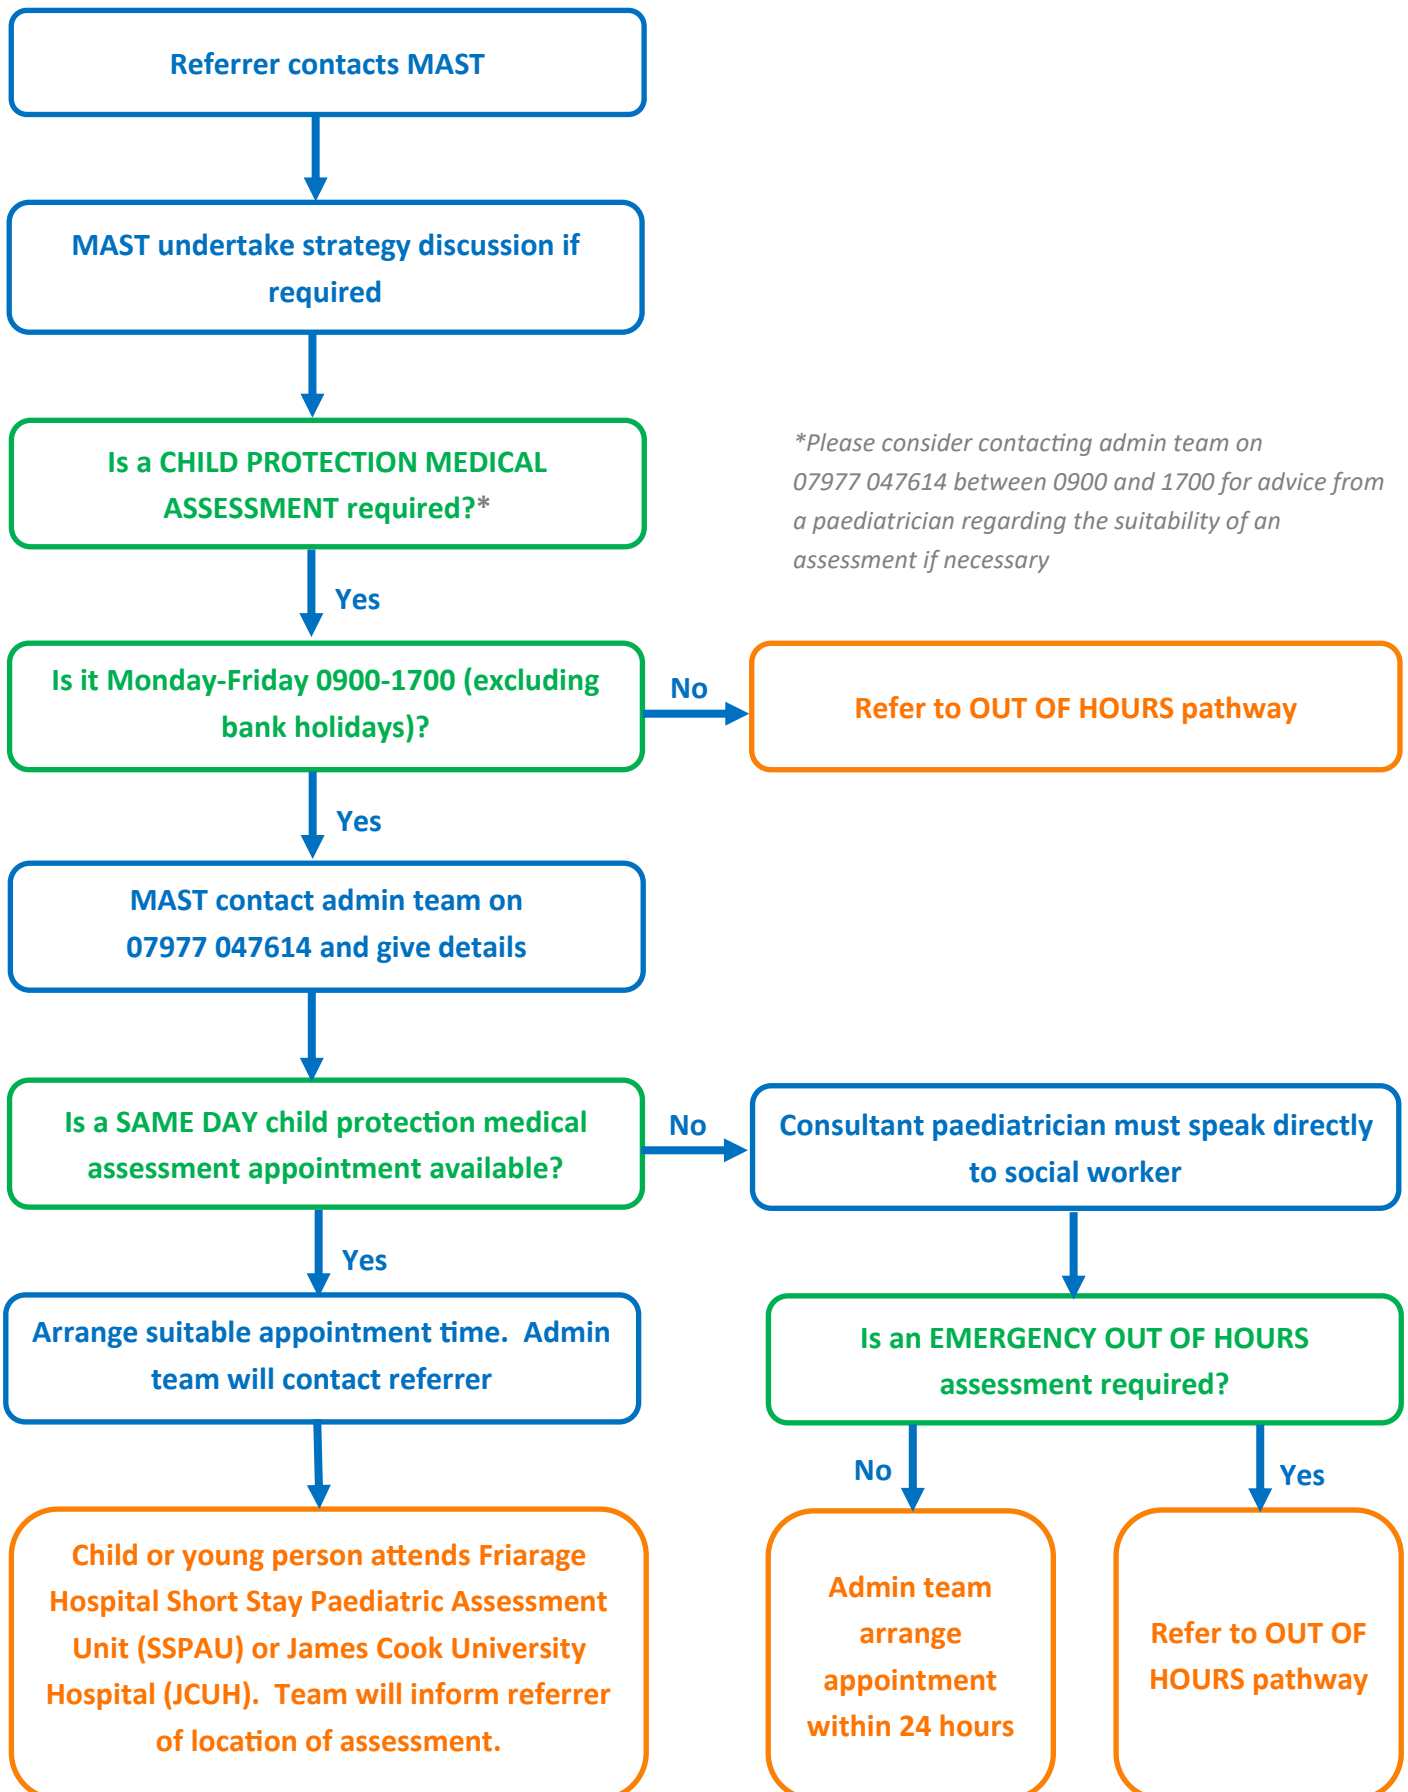 Referrer contacts MAST
MAST undertake strategy discussion if
required
Is a CHILD PROTECTION MEDICAL
ASSESSMENT required?*
*Please consider contacting admin team on
07977 047614 between 0900 and 1700 for advice from
a paediatrician regarding the suitability of an
assessment if necessary
Yes
Is it Monday-Friday 0900-1700 (excluding
bank holidays)?
No
Refer to OUT OF HOURS pathway
Yes
MAST contact admin team on
07977 047614 and give details
Is a SAME DAY child protection medical
assessment appointment available?
No
Consultant paediatrician must speak directly
to social worker
Yes
Arrange suitable appointment time.  Admin
team will contact referrer
Is an EMERGENCY OUT OF HOURS
assessment required?
No
Yes
Child or young person attends Friarage
Hospital Short Stay Paediatric Assessment
Unit (SSPAU) or James Cook University
Hospital (JCUH).  Team will inform referrer
of location of assessment.
Admin team
arrange
appointment
within 24 hours
Refer to OUT OF
HOURS pathway